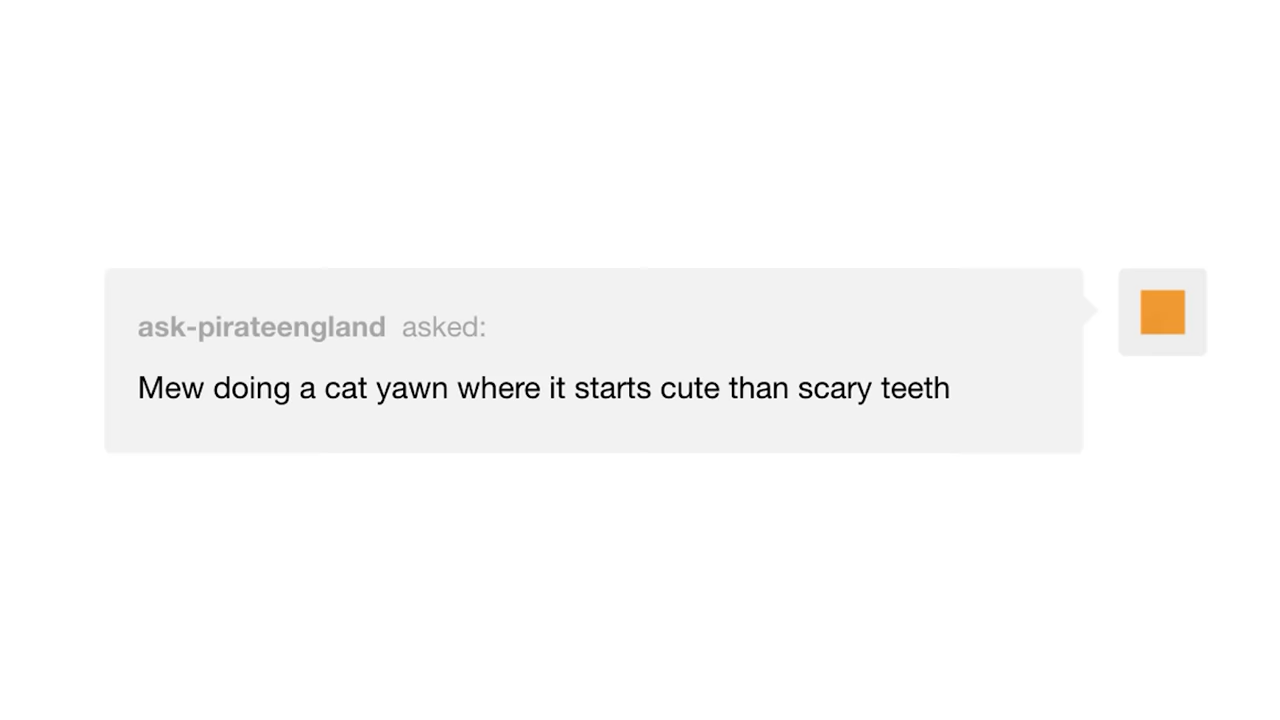 ask-pirateengland asked:
Mew doing a cat yawn where it starts cute than scary teeth